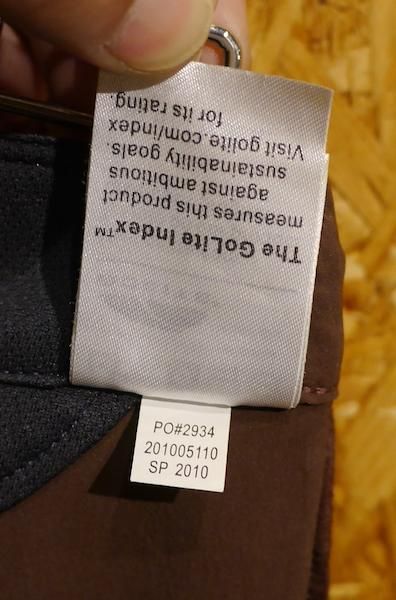 The GoLite Index™
measures this product
against ambitious
sustainability goals.
Visit golite.com/index
for its rating.
PO#2934
201005110
SP 2010